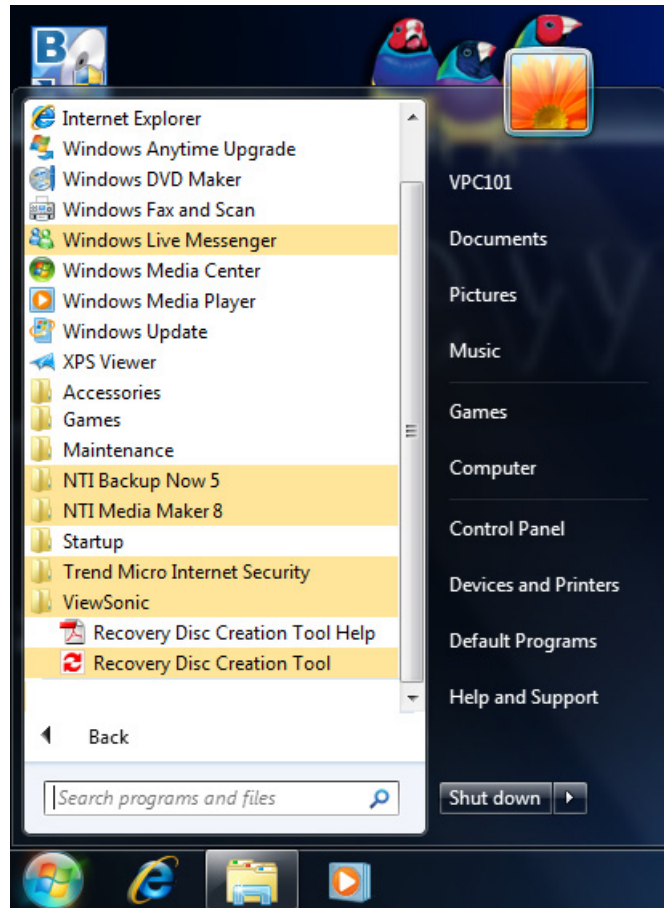 B
Internet Explorer
Windows Anytime Upgrade
Windows DVD Maker
Windows Fax and Scan
Windows Live Messenger
Windows Media Center
Windows Media Player
Windows Update
XPS Viewer
Accessories
Games
Maintenance
NTI Backup Now 5
NTI Media Maker 8
Startup
Trend Micro Internet Security
ViewSonic
Recovery Disc Creation Tool Help
Recovery Disc Creation Tool
Back
Search programs and files
VPC101
Documents
Pictures
Music
Games
Computer
Control Panel
Devices and Printers
Default Programs
Help and Support
Shut down